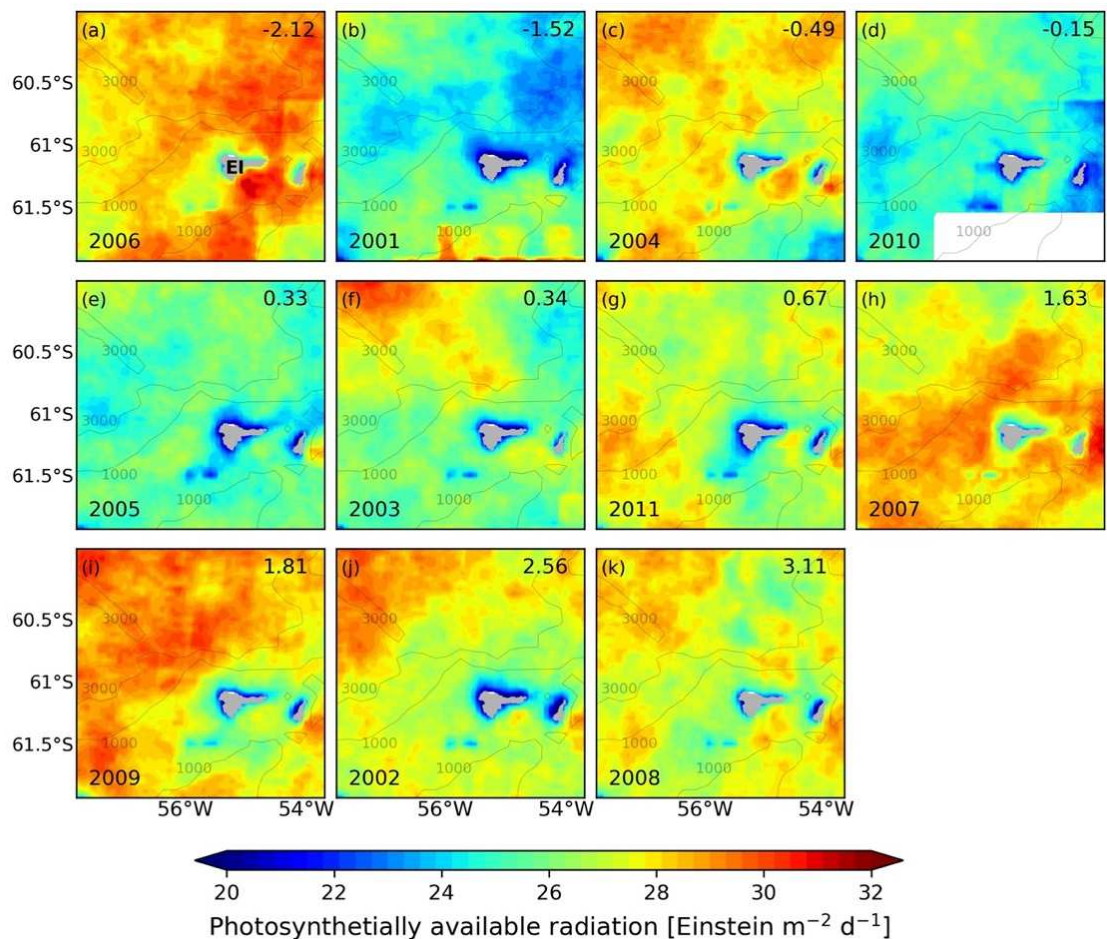 (a) -2.12 (b) -1.52 (c) -0.49 (d) -0.15
60.5°S 3000 3000 3000 3000
61°S
3000 EI 3000 3000 3000
61.5°S 1000 1000 1000 1000
1000 1000 1000 1000
2006 2001 2004 2010
(e) 0.33 (f) 0.34 (g) 0.67 (h) 1.63
60.5°S 3000 3000 3000 3000
61°S
3000 3000 3000 3000
61.5°S 1000 1000 1000 1000
1000 1000 1000 1000
2005 2003 2011 2007
(i) 1.81 (j) 2.56 (k) 3.11
60.5°S 3000 3000 3000
61°S
3000 3000 3000
61.5°S 1000 1000 1000
1000 1000 1000
2009 2002 2008
56°W 54°W 56°W 54°W 56°W 54°W
20 22 24 26 28 30 32
Photosynthetially available radiation [Einstein m⁻² d⁻¹]